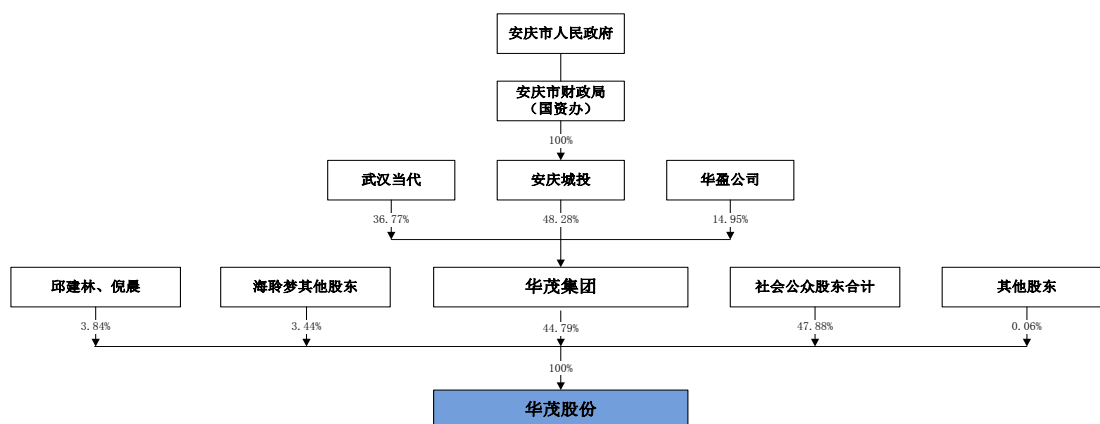 安庆市人民政府
安庆市财政局
（国资办）
100%
武汉当代
安庆城投
华盈公司
36.77%
48.28%
14.95%
邱建林、倪晨
海聆梦其他股东
华茂集团
社会公众股东合计
其他股东
3.84%
3.44%
44.79%
47.88%
0.06%
100%
华茂股份